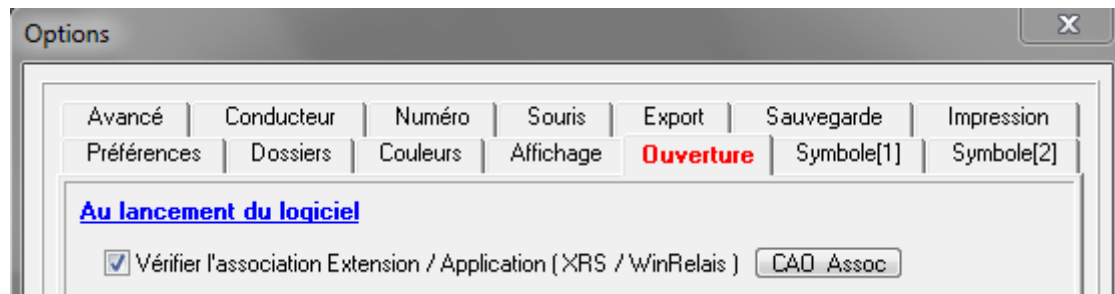 Options
Avancé Conducteur Numéro Souris Export Sauvegarde Impression
Préférences Dossiers Couleurs Affichage Ouverture Symbole[1] Symbole[2]
Au lancement du logiciel
Vérifier l'association Extension / Application ( XRS / WinRelais ) CAO Assoc